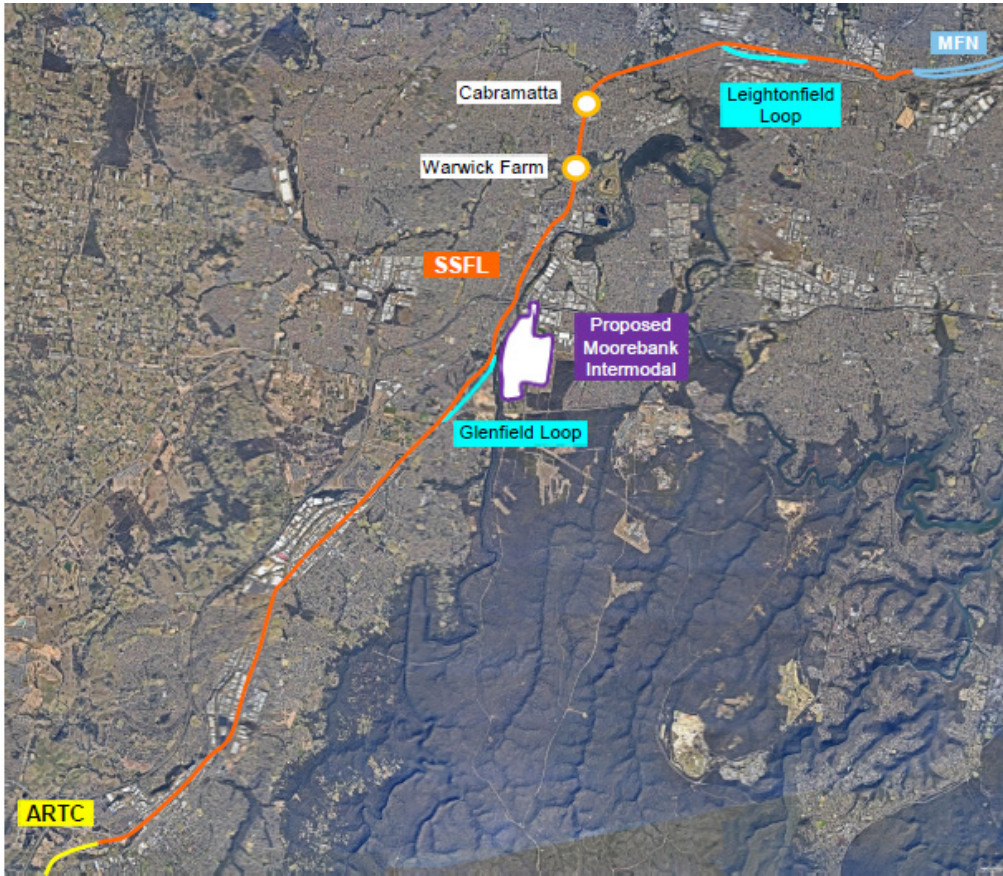 MFN
Cabramatta
Leightonfield
Loop
Warwick Farm
SSFL
Proposed
Moorebank
Intermodal
Glenfield Loop
ARTC